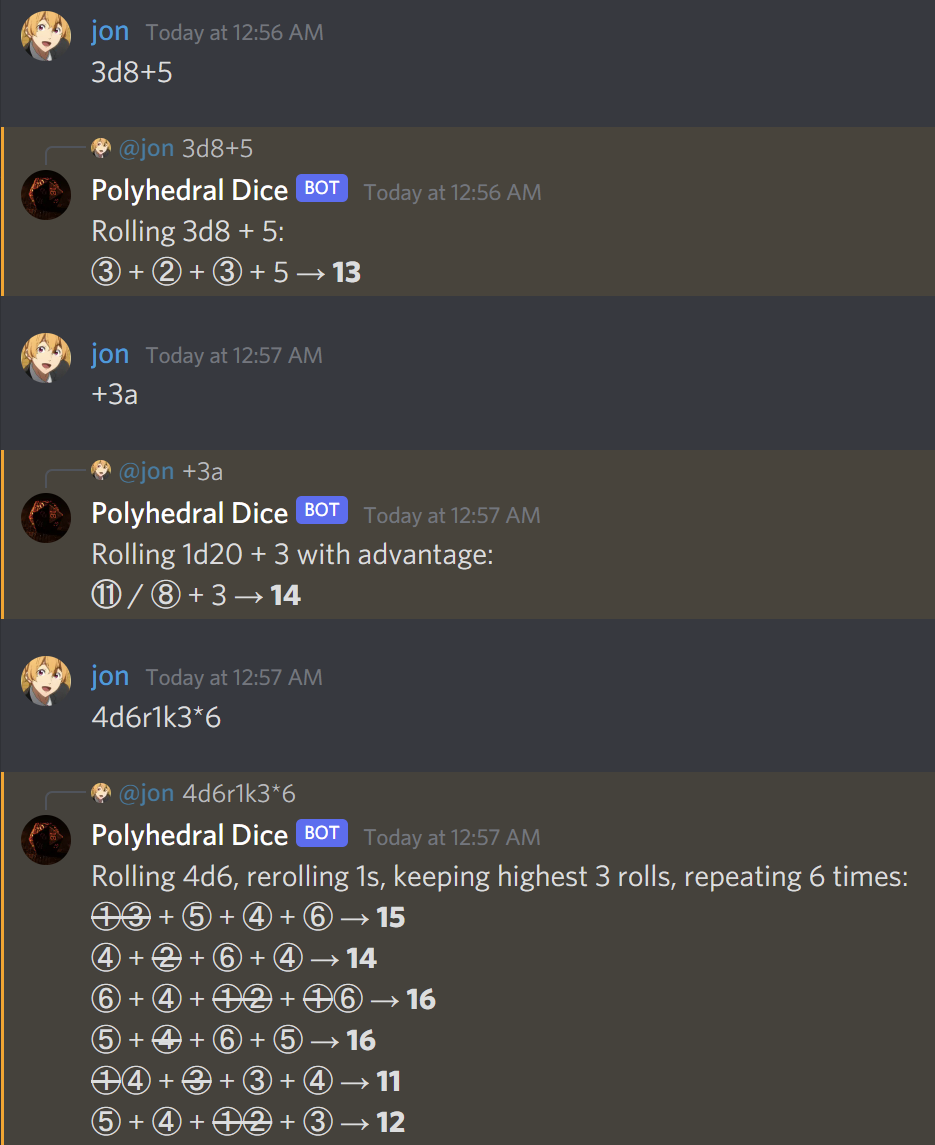 jon Today at 12:56 AM
3d8+5
@jon 3d8+5
Polyhedral Dice BOT Today at 12:56 AM
Rolling 3d8 + 5:
③ + ② + ③ + 5 → 13
jon Today at 12:57 AM
+3a
@jon +3a
Polyhedral Dice BOT Today at 12:57 AM
Rolling 1d20 + 3 with advantage:
⑪ / ⑧ + 3 → 14
jon Today at 12:57 AM
4d6r1k3*6
@jon 4d6r1k3*6
Polyhedral Dice BOT Today at 12:57 AM
Rolling 4d6, rerolling 1s, keeping highest 3 rolls, repeating 6 times:
①③ + ⑤ + ④ + ⑥ → 15
④ + ② + ⑥ + ④ → 14
⑥ + ④ + ①② + ①⑥ → 16
⑤ + ④ + ⑥ + ⑤ → 16
①④ + ③ + ③ + ④ → 11
⑤ + ④ + ①② + ③ → 12